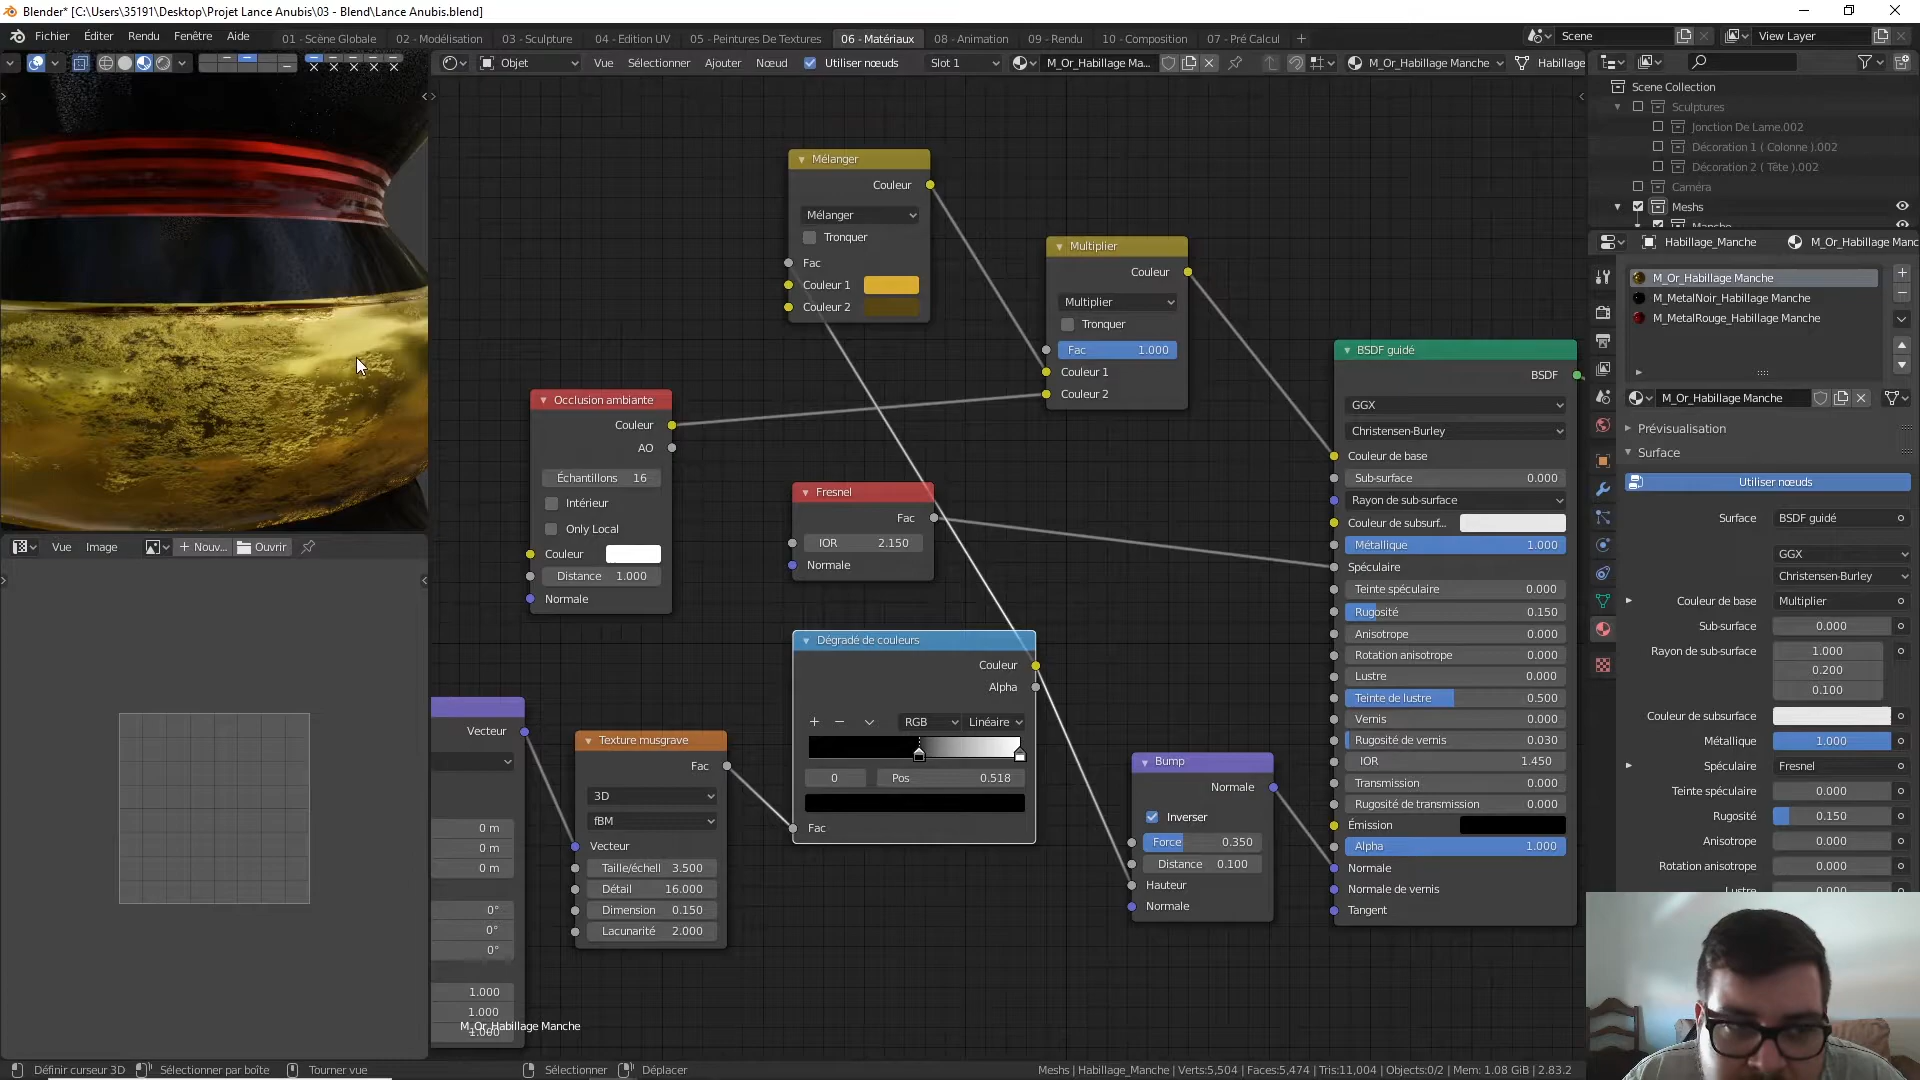 Blender* [C:\Users\35191\Desktop\Projet Lance Anubis\03 - Blend\Lance Anubis.blend]
Fichier Éditer Rendu Fenêtre Aide 01 - Scène Globale 02 - Modélisation 03 - Sculpture 04 - Edition UV 05 - Peintures De Textures 06 - Matériaux 08 - Animation 09 - Rendu 10 - Composition 07 - Pré Calcul + Scene View Layer
Objet Vue Sélectionner Ajouter Nœud Utiliser nœuds Slot 1 M_Or_Habillage Ma... M_Or_Habillage Manche Habillage
Scene Collection
Sculptures
Jonction De Lame.002
Décoration 1 ( Colonne ).002
Décoration 2 ( Tête ).002
Caméra
Meshs
Manche
Habillage_Manche M_Or_Habillage Manc
M_Or_Habillage Manche
M_MetalNoir_Habillage Manche
M_MetalRouge_Habillage Manche
M_Or_Habillage Manche
Prévisualisation
Surface
Utiliser nœuds
Surface BSDF guidé
GGX
Christensen-Burley
Couleur de base Multiplier
Sub-surface 0.000
Rayon de sub-surface 1.000
0.200
0.100
Couleur de subsurface
Métallique 1.000
Spéculaire Fresnel
Teinte spéculaire 0.000
Rugosité 0.150
Anisotrope 0.000
Rotation anisotrope 0.000
Lustre 0.000
Mélanger
Couleur
Mélanger
Tronquer
Fac
Couleur 1
Couleur 2
Multiplier
Couleur
Multiplier
Tronquer
Fac 1.000
Couleur 1
Couleur 2
Occlusion ambiante
Couleur
AO
Échantillons 16
Intérieur
Only Local
Couleur
Distance 1.000
Normale
Fresnel
Fac
IOR 2.150
Normale
BSDF guidé
BSDF
GGX
Christensen-Burley
Couleur de base
Sub-surface 0.000
Rayon de sub-surface
Couleur de subsurf...
Métallique 1.000
Spéculaire
Teinte spéculaire 0.000
Rugosité 0.150
Anisotrope 0.000
Rotation anisotrope 0.000
Lustre 0.000
Teinte de lustre 0.500
Vernis 0.000
Rugosité de vernis 0.030
IOR 1.450
Transmission 0.000
Rugosité de transmission 0.000
Émission
Alpha 1.000
Normale
Normale de vernis
Tangent
Dégradé de couleurs
Couleur
Alpha
+ − RGB Linéaire
0 Pos 0.518
Fac
Vue Image + Nouv... Ouvrir
Vecteur
0 m
0 m
0 m
0°
0°
0°
1.000
1.000
1.000
Texture musgrave
Fac
3D
fBM
Vecteur
Taille/échell 3.500
Détail 16.000
Dimension 0.150
Lacunarité 2.000
Bump
Normale
Inverser
Force 0.350
Distance 0.100
Hauteur
Normale
M_Or_Habillage Manche
Définir curseur 3D Sélectionner par boîte Tourner vue Sélectionner Déplacer Meshs | Habillage_Manche | Verts:5,504 | Faces:5,474 | Tris:11,004 | Objects:0/2 | Mem: 1.08 GiB | 2.83.2